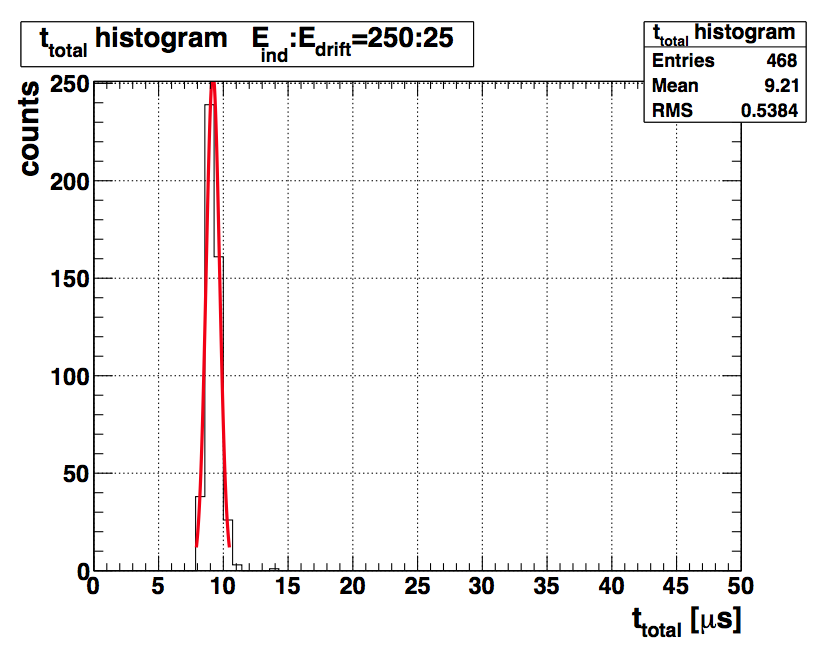 t_total histogram E_ind:E_drift=250:25
t_total histogram
Entries 468
Mean 9.21
RMS 0.5384
counts
250
200
150
100
50
0
0 5 10 15 20 25 30 35 40 45 50
t_total [μs]